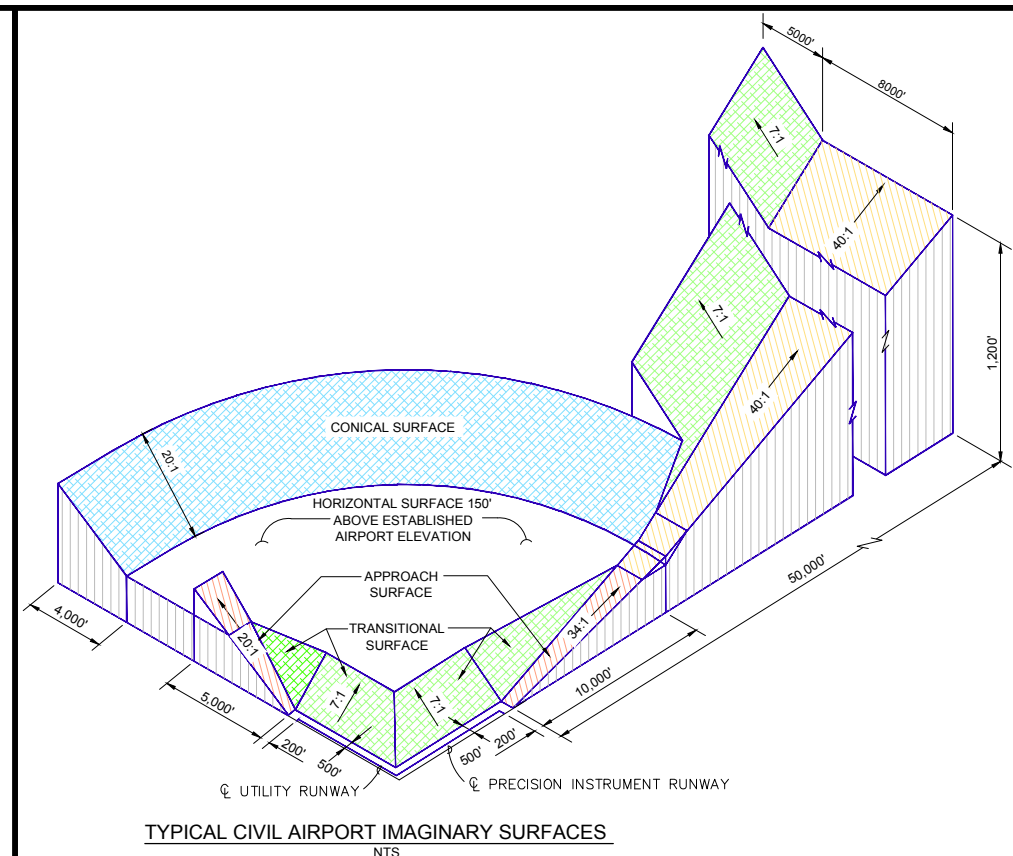 5000'
8000'
7:1
40:1
7:1
1,200'
40:1
CONICAL SURFACE
20:1
HORIZONTAL SURFACE 150'
ABOVE ESTABLISHED
AIRPORT ELEVATION
50,000'
APPROACH
SURFACE
4,000'
34:1
TRANSITIONAL
SURFACE
20:1
10,000'
7:1
7:1
5,000'
200'
500'
500'
200'
℄ UTILITY RUNWAY
℄ PRECISION INSTRUMENT RUNWAY
TYPICAL CIVIL AIRPORT IMAGINARY SURFACES
NTS